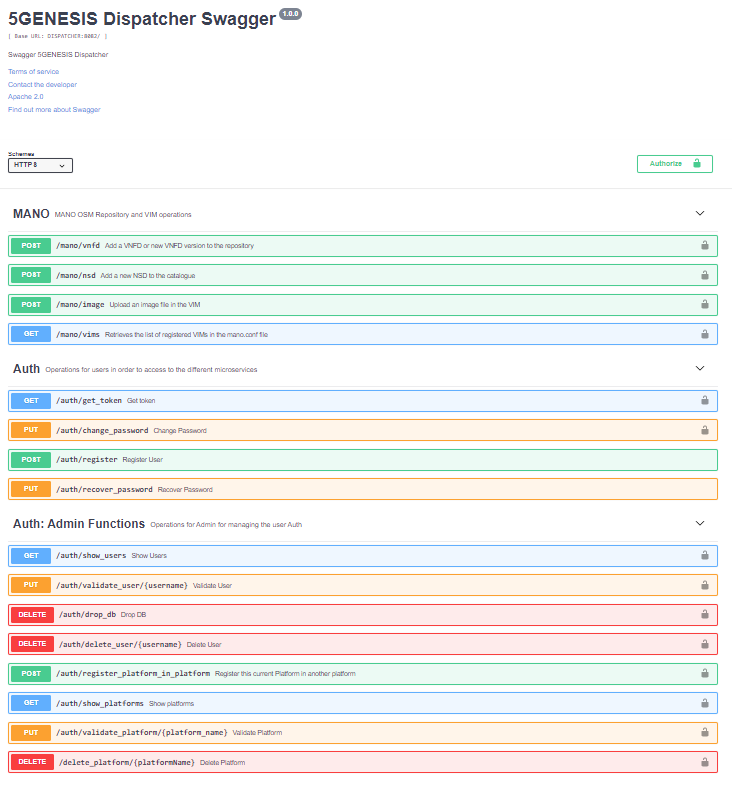 5GENESIS Dispatcher Swagger 1.0.0
[ Base URL: DISPATCHER:8082/ ]
Swagger 5GENESIS Dispatcher
Terms of service
Contact the developer
Apache 2.0
Find out more about Swagger
Schemes
HTTPS
Authorize
MANO MANO OSM Repository and VIM operations
POST /mano/vnfd Add a VNFD or new VNFD version to the repository
POST /mano/nsd Add a new NSD to the catalogue
POST /mano/image Upload an image file in the VIM
GET /mano/vims Retrieves the list of registered VIMs in the mano.conf file
Auth Operations for users in order to access to the different microservices
GET /auth/get_token Get token
PUT /auth/change_password Change Password
POST /auth/register Register User
PUT /auth/recover_password Recover Password
Auth: Admin Functions Operations for Admin for managing the user Auth
GET /auth/show_users Show Users
PUT /auth/validate_user/{username} Validate User
DELETE /auth/drop_db Drop DB
DELETE /auth/delete_user/{username} Delete User
POST /auth/register_platform_in_platform Register this current Platform in another platform
GET /auth/show_platforms Show platforms
PUT /auth/validate_platform/{platform_name} Validate Platform
DELETE /delete_platform/{platformName} Delete Platform